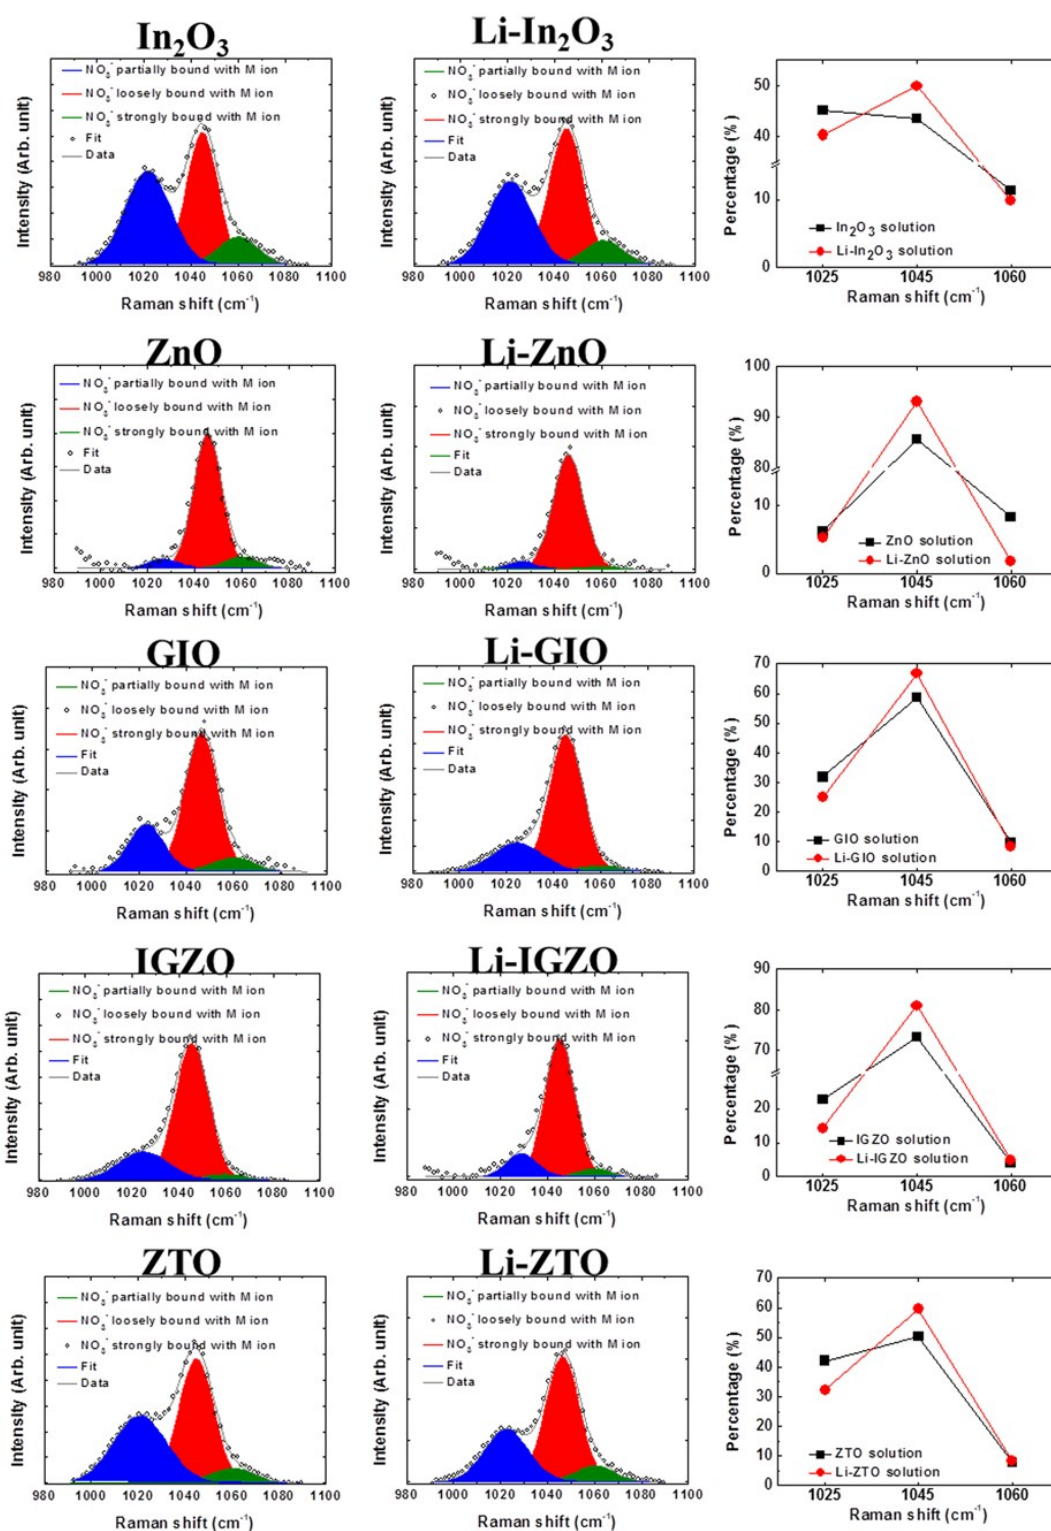 In₂O₃
Li-In₂O₃
NO₃⁻ partially bound with M ion
NO₃⁻ loosely bound with M ion
NO₃⁻ strongly bound with M ion
Fit
Data
Intensity (Arb. unit)
980 1000 1020 1040 1060 1080 1100
Raman shift (cm⁻¹)
NO₃⁻ partially bound with M ion
NO₃⁻ loosely bound with M ion
NO₃⁻ strongly bound with M ion
Fit
Data
Intensity (Arb. unit)
980 1000 1020 1040 1060 1080 1100
Raman shift (cm⁻¹)
Percentage (%)
50
40
10
0
In₂O₃ solution
Li-In₂O₃ solution
1025 1045 1060
Raman shift (cm⁻¹)
ZnO
Li-ZnO
NO₃⁻ partially bound with M ion
NO₃⁻ loosely bound with M ion
NO₃⁻ strongly bound with M ion
Fit
Data
Intensity (Arb. unit)
980 1000 1020 1040 1060 1080 1100
Raman shift (cm⁻¹)
NO₃⁻ partially bound with M ion
NO₃⁻ loosely bound with M ion
NO₃⁻ strongly bound with M ion
Fit
Data
Intensity (Arb. unit)
980 1000 1020 1040 1060 1080 1100
Raman shift (cm⁻¹)
Percentage (%)
100
90
80
10
0
ZnO solution
Li-ZnO solution
1025 1045 1060
Raman shift (cm⁻¹)
GIO
Li-GIO
NO₃⁻ partially bound with M ion
NO₃⁻ loosely bound with M ion
NO₃⁻ strongly bound with M ion
Fit
Data
Intensity (Arb. unit)
980 1000 1020 1040 1060 1080 1100
Raman shift (cm⁻¹)
NO₃⁻ partially bound with M ion
NO₃⁻ loosely bound with M ion
NO₃⁻ strongly bound with M ion
Fit
Data
Intensity (Arb. unit)
980 1000 1020 1040 1060 1080 1100
Raman shift (cm⁻¹)
Percentage (%)
70
60
50
40
30
20
10
0
GIO solution
Li-GIO solution
1025 1045 1060
Raman shift (cm⁻¹)
IGZO
Li-IGZO
NO₃⁻ partially bound with M ion
NO₃⁻ loosely bound with M ion
NO₃⁻ strongly bound with M ion
Fit
Data
Intensity (Arb. unit)
980 1000 1020 1040 1060 1080 1100
Raman shift (cm⁻¹)
NO₃⁻ partially bound with M ion
NO₃⁻ loosely bound with M ion
NO₃⁻ strongly bound with M ion
Fit
Data
Intensity (Arb. unit)
980 1000 1020 1040 1060 1080 1100
Raman shift (cm⁻¹)
Percentage (%)
90
80
70
20
10
0
IGZO solution
Li-IGZO solution
1025 1045 1060
Raman shift (cm⁻¹)
ZTO
Li-ZTO
NO₃⁻ partially bound with M ion
NO₃⁻ loosely bound with M ion
NO₃⁻ strongly bound with M ion
Fit
Data
Intensity (Arb. unit)
980 1000 1020 1040 1060 1080 1100
Raman shift (cm⁻¹)
NO₃⁻ partially bound with M ion
NO₃⁻ loosely bound with M ion
NO₃⁻ strongly bound with M ion
Fit
Data
Intensity (Arb. unit)
980 1000 1020 1040 1060 1080 1100
Raman shift (cm⁻¹)
Percentage (%)
70
60
50
40
30
20
10
0
ZTO solution
Li-ZTO solution
1025 1045 1060
Raman shift (cm⁻¹)